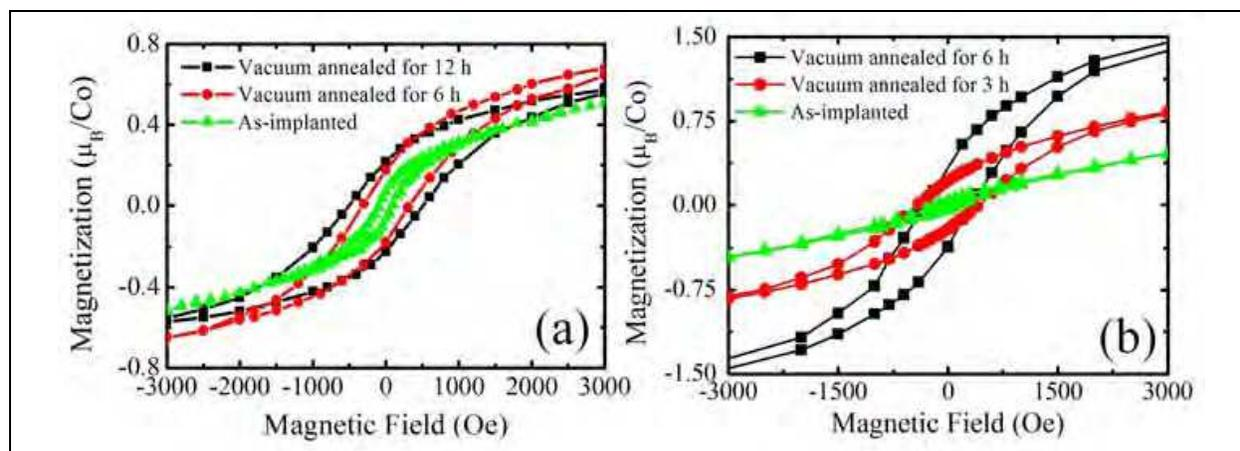 0.8
0.4
0.0
-0.4
-0.8
Magnetization (μB/Co)
Vacuum annealed for 12 h
Vacuum annealed for 6 h
As-implanted
(a)
-3000 -2000 -1000 0 1000 2000 3000
Magnetic Field (Oe)
1.50
0.75
0.00
-0.75
-1.50
Magnetization (μB/Co)
Vacuum annealed for 6 h
Vacuum annealed for 3 h
As-implanted
(b)
-3000 -1500 0 1500 3000
Magnetic Field (Oe)